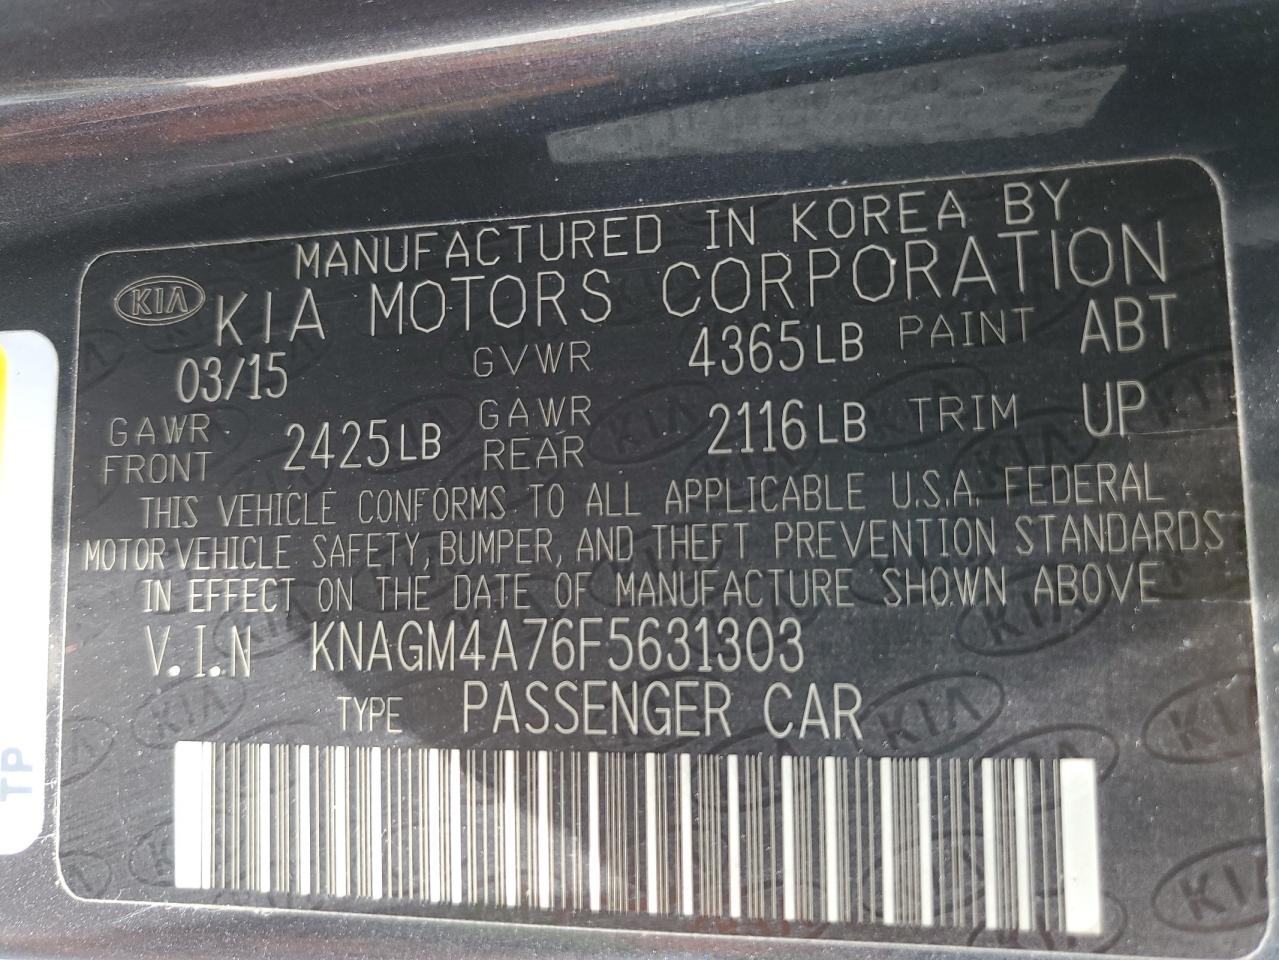 MANUFACTURED IN KOREA BY
KIA KIA MOTORS CORPORATION
03/15 GVWR 4365LB PAINT ABT
GAWR FRONT 2425LB GAWR REAR 2116LB TRIM UP
THIS VEHICLE CONFORMS TO ALL APPLICABLE U.S.A. FEDERAL
MOTOR VEHICLE SAFETY, BUMPER, AND THEFT PREVENTION STANDARDS
IN EFFECT ON THE DATE OF MANUFACTURE SHOWN ABOVE
V.I.N KNAGM4A76F5631303
TYPE PASSENGER CAR
TP